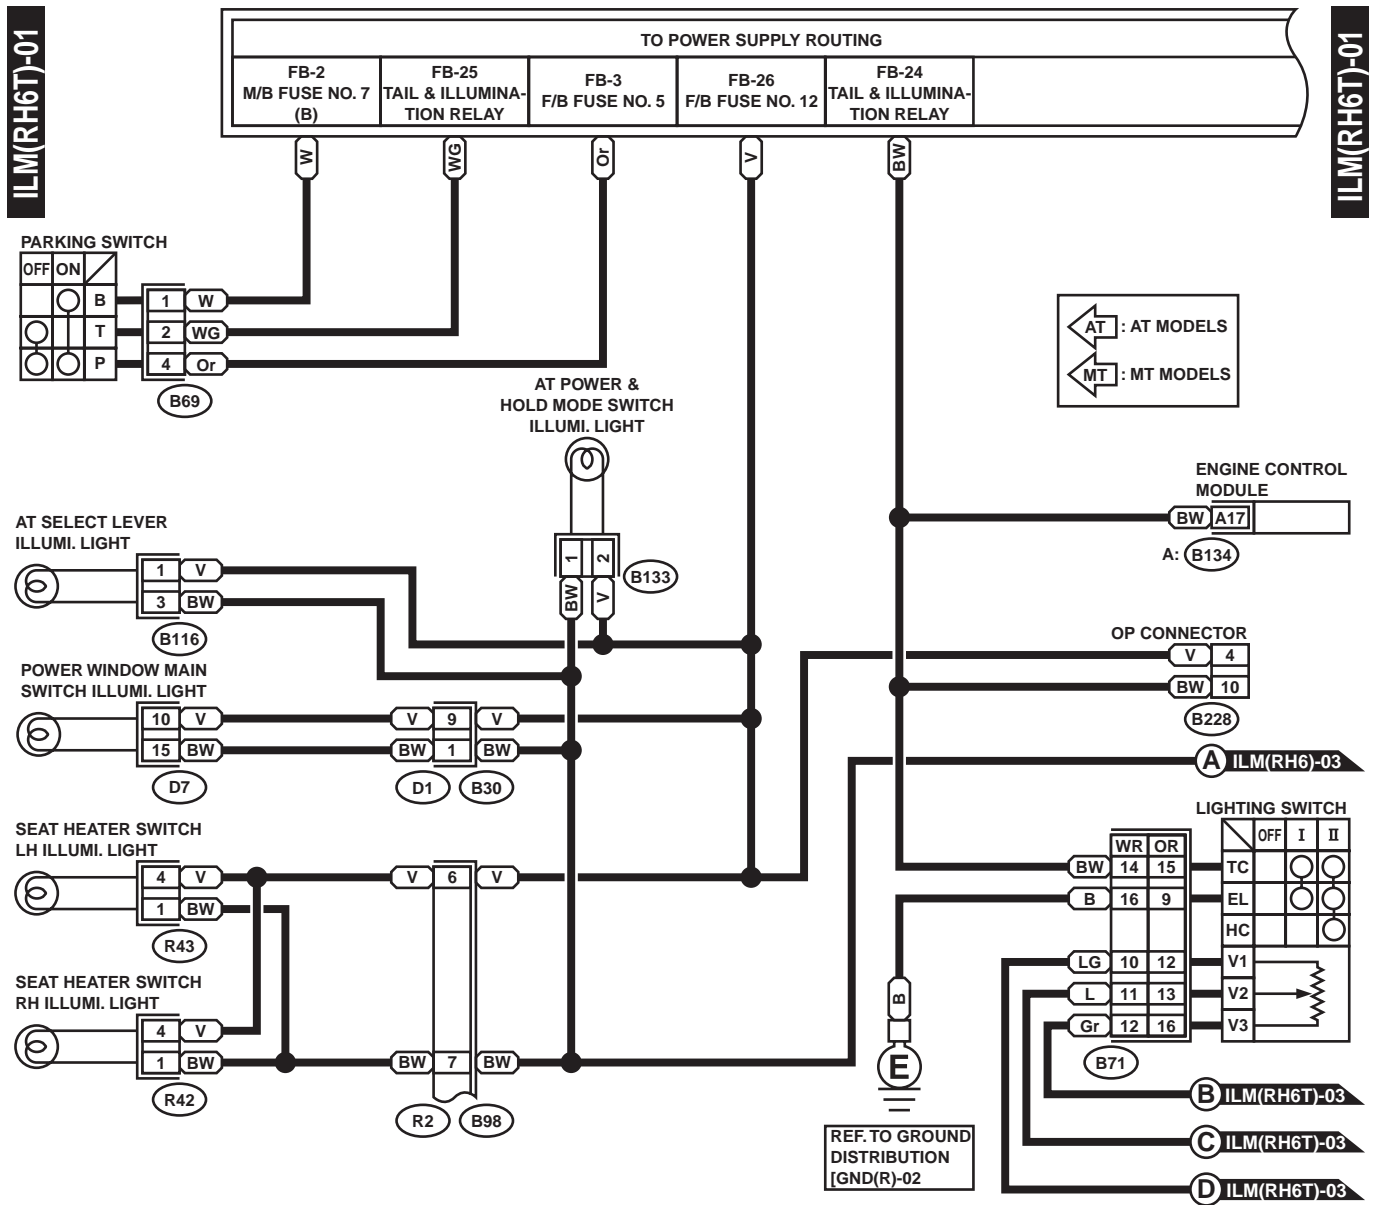 ILM(RH6T)-01
ILM(RH6T)-01
TO POWER SUPPLY ROUTING
FB-2
M/B FUSE NO. 7
(B)
FB-25
TAIL & ILLUMINA-
TION RELAY
FB-3
F/B FUSE NO. 5
FB-26
F/B FUSE NO. 12
FB-24
TAIL & ILLUMINA-
TION RELAY
W
WG
Or
V
BW
PARKING SWITCH
OFF ON
B 1 W
T 2 WG
P 4 Or
B69
AT : AT MODELS
MT : MT MODELS
AT POWER &
HOLD MODE SWITCH
ILLUMI. LIGHT
1 2
BW V
B133
ENGINE CONTROL
MODULE
BW A17
A: B134
AT SELECT LEVER
ILLUMI. LIGHT
1 V
3 BW
B116
OP CONNECTOR
V 4
BW 10
B228
POWER WINDOW MAIN
SWITCH ILLUMI. LIGHT
10 V V 9 V
15 BW BW 1 BW
D7 D1 B30
A ILM(RH6)-03
SEAT HEATER SWITCH
LH ILLUMI. LIGHT
4 V V 6 V
1 BW
R43
SEAT HEATER SWITCH
RH ILLUMI. LIGHT
4 V
1 BW BW 7 BW
R42 R2 B98
LIGHTING SWITCH
OFF I II
WR OR
BW 14 15 TC
B 16 9 EL
HC
LG 10 12 V1
L 11 13 V2
Gr 12 16 V3
B71
B
E
REF. TO GROUND
DISTRIBUTION
[GND(R)-02
B ILM(RH6T)-03
C ILM(RH6T)-03
D ILM(RH6T)-03